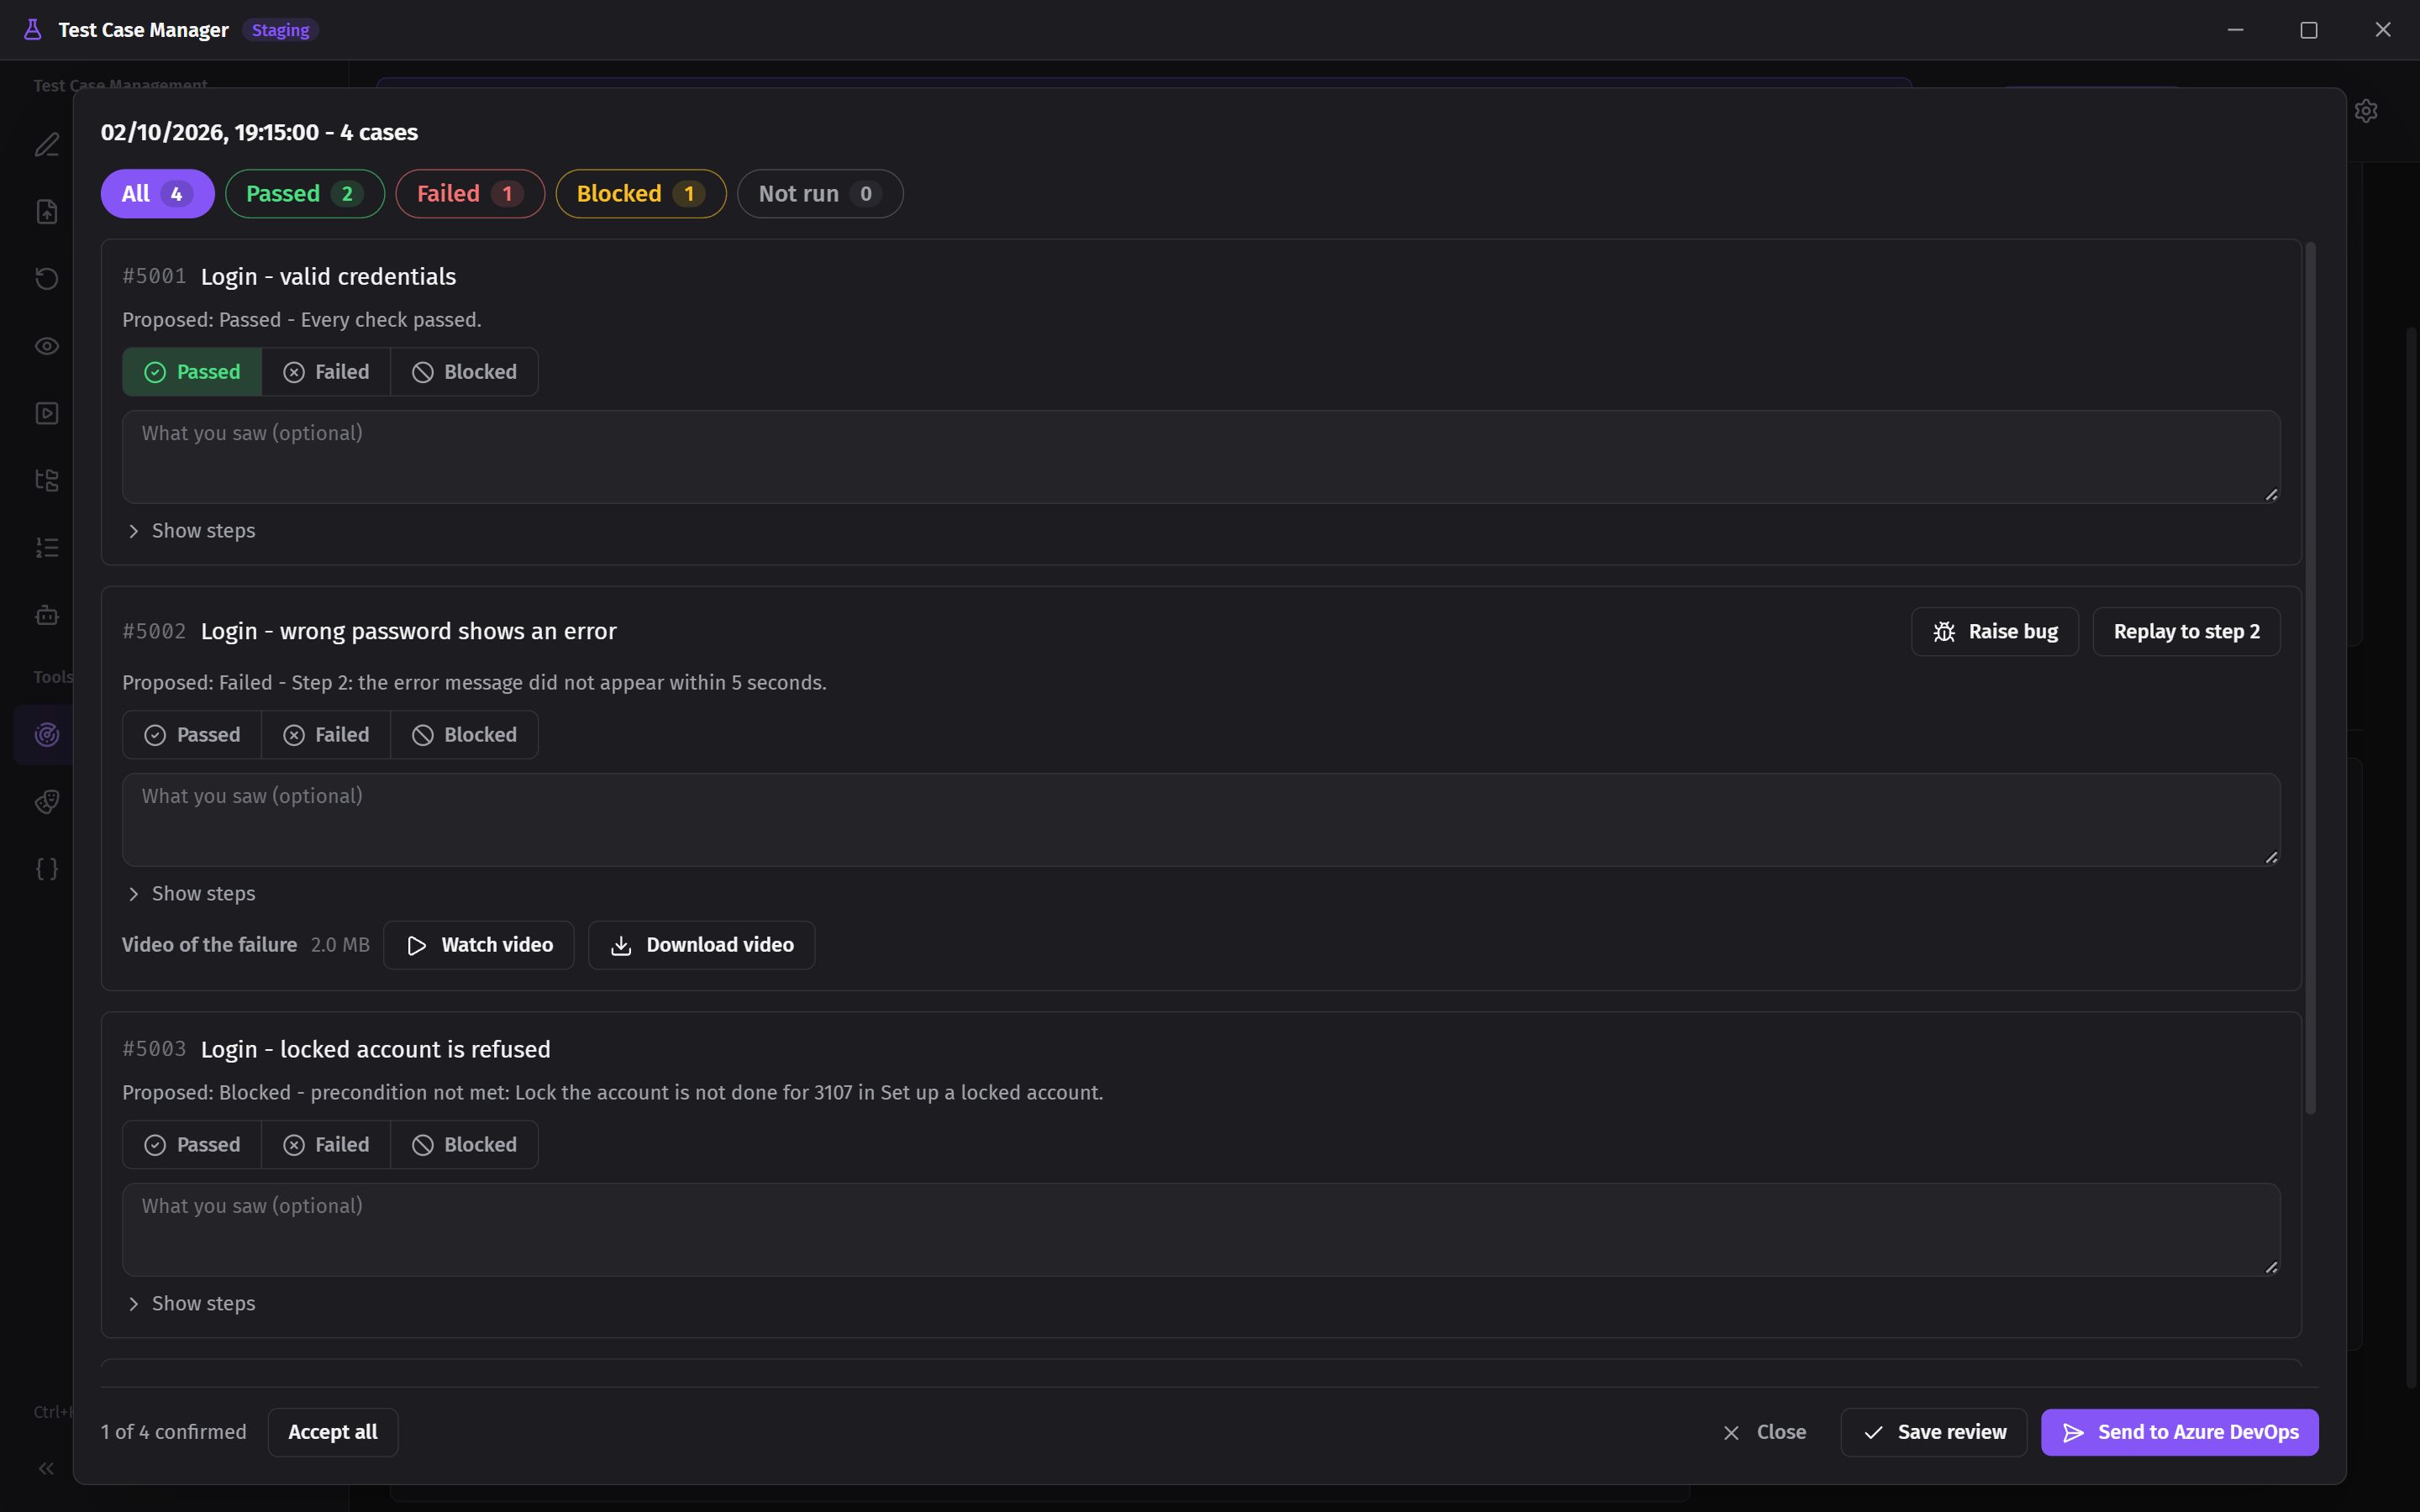 Test Case Manager Staging
Test Case Management
02/10/2026, 19:15:00 - 4 cases
All 4 Passed 2 Failed 1 Blocked 1 Not run 0
#5001 Login - valid credentials
Proposed: Passed - Every check passed.
Passed Failed Blocked
What you saw (optional)
Show steps
#5002 Login - wrong password shows an error
Raise bug Replay to step 2
Proposed: Failed - Step 2: the error message did not appear within 5 seconds.
Passed Failed Blocked
What you saw (optional)
Show steps
Tools
Video of the failure 2.0 MB Watch video Download video
#5003 Login - locked account is refused
Proposed: Blocked - precondition not met: Lock the account is not done for 3107 in Set up a locked account.
Passed Failed Blocked
What you saw (optional)
Show steps
1 of 4 confirmed Accept all Close Save review Send to Azure DevOps